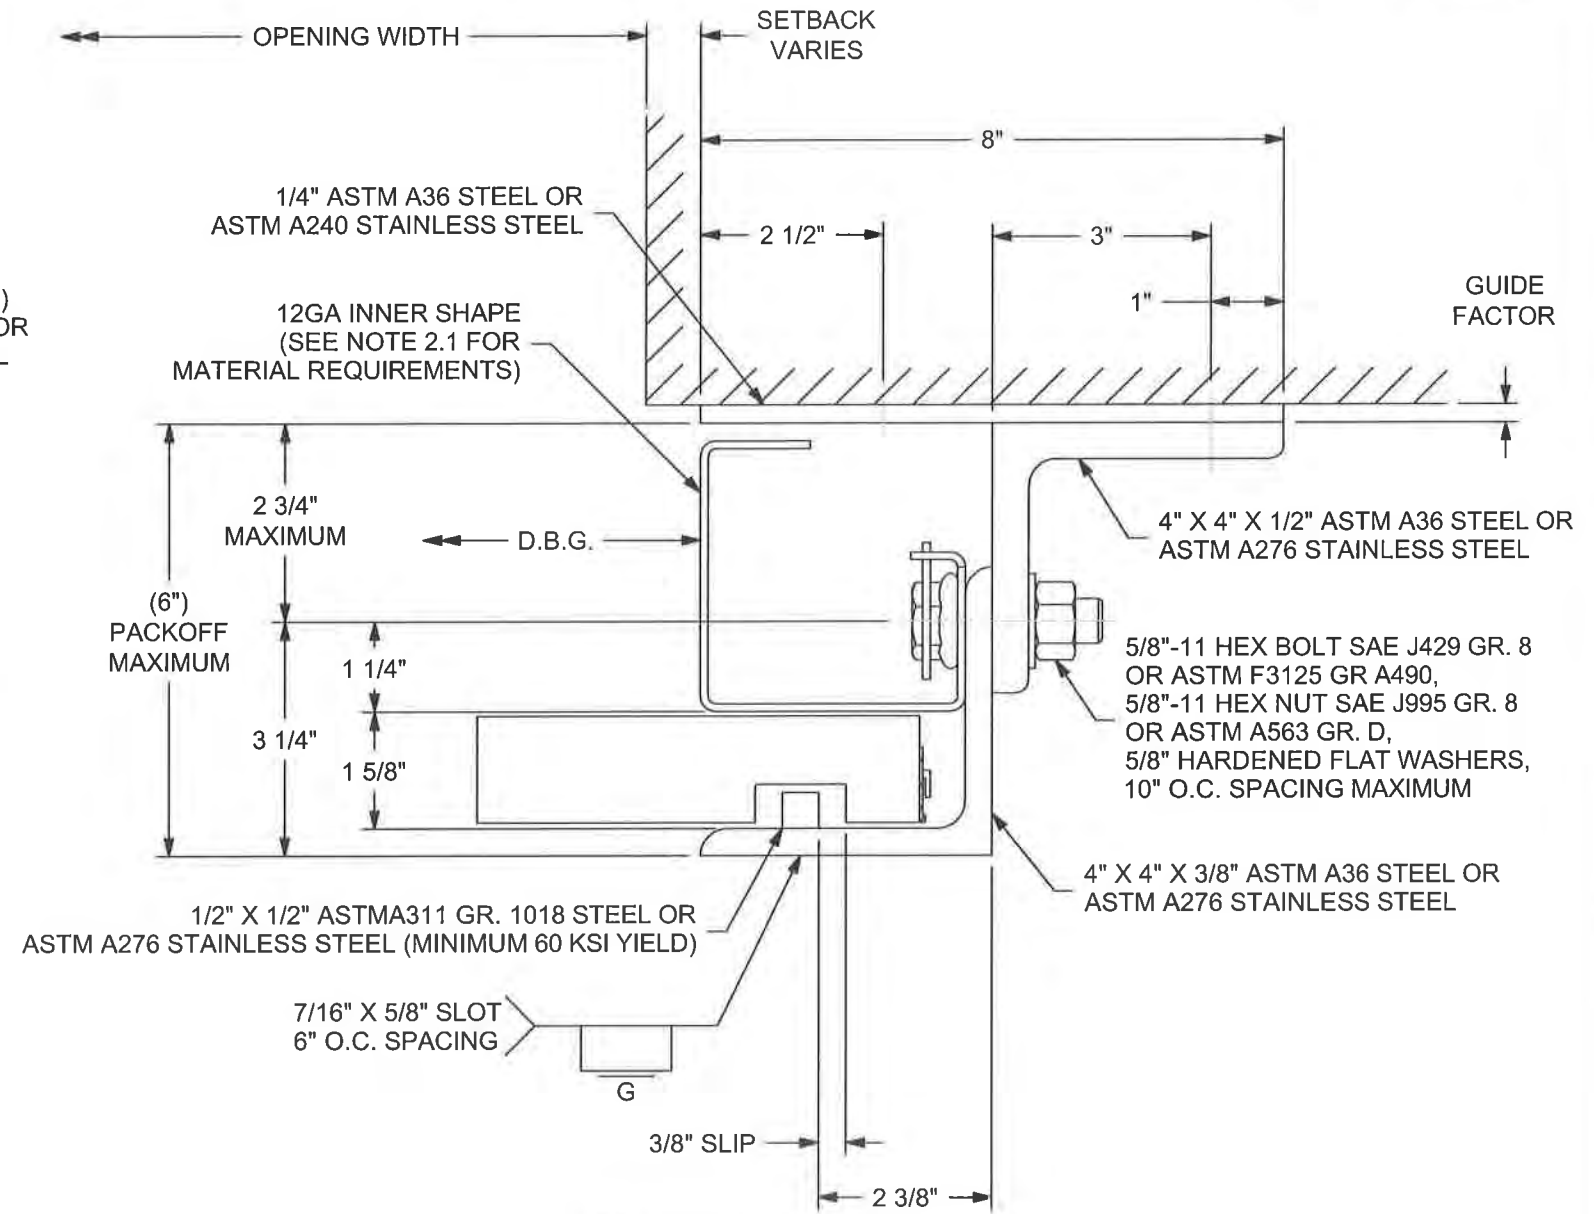 OPENING WIDTH
SETBACK
VARIES
8"
1/4" ASTM A36 STEEL OR
ASTM A240 STAINLESS STEEL
2 1/2"
3"
1"
GUIDE
FACTOR
)
OR
12GA INNER SHAPE
(SEE NOTE 2.1 FOR
MATERIAL REQUIREMENTS)
2 3/4"
MAXIMUM
D.B.G.
4" X 4" X 1/2" ASTM A36 STEEL OR
ASTM A276 STAINLESS STEEL
(6")
PACKOFF
MAXIMUM
1 1/4"
5/8"-11 HEX BOLT SAE J429 GR. 8
OR ASTM F3125 GR A490,
5/8"-11 HEX NUT SAE J995 GR. 8
OR ASTM A563 GR. D,
5/8" HARDENED FLAT WASHERS,
10" O.C. SPACING MAXIMUM
3 1/4"
1 5/8"
4" X 4" X 3/8" ASTM A36 STEEL OR
ASTM A276 STAINLESS STEEL
1/2" X 1/2" ASTMA311 GR. 1018 STEEL OR
ASTM A276 STAINLESS STEEL (MINIMUM 60 KSI YIELD)
7/16" X 5/8" SLOT
6" O.C. SPACING
G
3/8" SLIP
2 3/8"